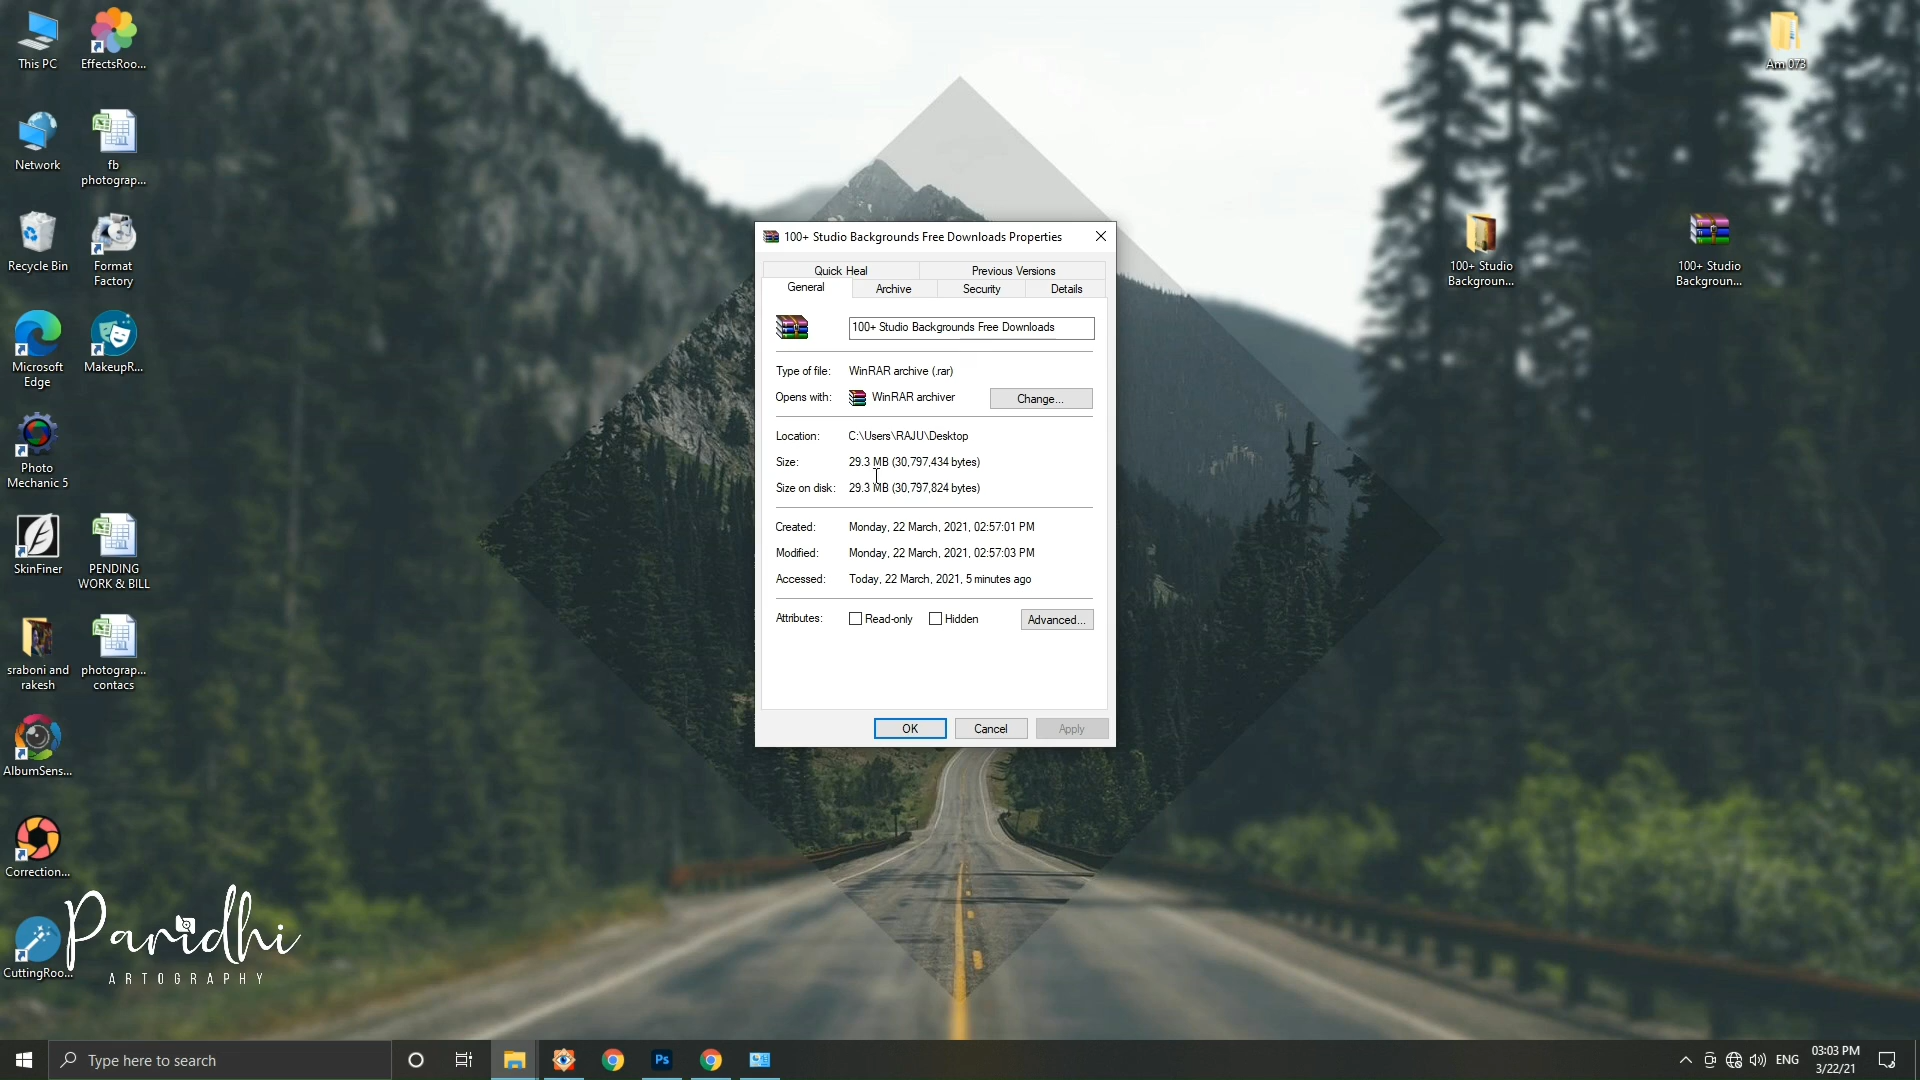 This PC
EffectsRoo...
Network
fb
photograp...
Recycle Bin
Format
Factory
Microsoft
Edge
MakeupR...
Photo
Mechanic 5
SkinFiner
PENDING
WORK & BILL
sraboni and
rakesh
photograp...
contacs
AlbumSens...
Correction...
CuttingRoo...
Paridhi
ARTOGRAPHY
Am 073
100+ Studio
Backgroun...
100+ Studio
Backgroun...
100+ Studio Backgrounds Free Downloads Properties
Quick Heal
Previous Versions
General
Archive
Security
Details
100+ Studio Backgrounds Free Downloads
Type of file: WinRAR archive (.rar)
Opens with: WinRAR archiver
Change...
Location: C:\Users\RAJU\Desktop
Size: 29.3 MB (30,797,434 bytes)
Size on disk: 29.3 MB (30,797,824 bytes)
Created: Monday, 22 March, 2021, 02:57:01 PM
Modified: Monday, 22 March, 2021, 02:57:03 PM
Accessed: Today, 22 March, 2021, 5 minutes ago
Attributes: Read-only Hidden
Advanced...
OK
Cancel
Apply
Type here to search
Ps
ENG
03:03 PM
3/22/21